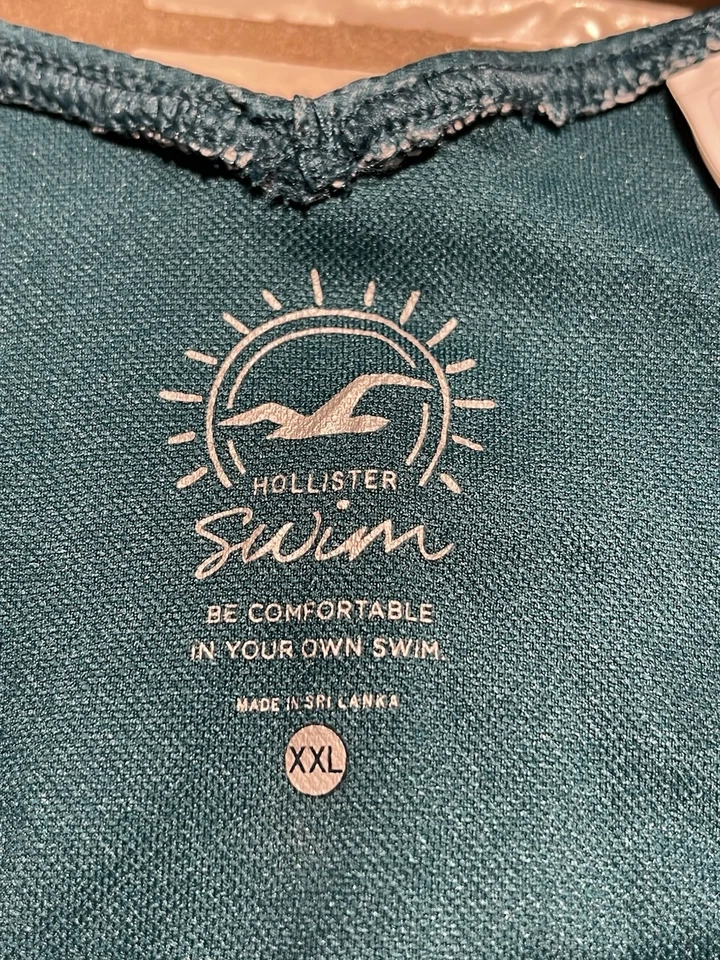 HOLLISTER
Swim
BE COMFORTABLE
IN YOUR OWN SWIM.
MADE IN SRI LANKA
XXL